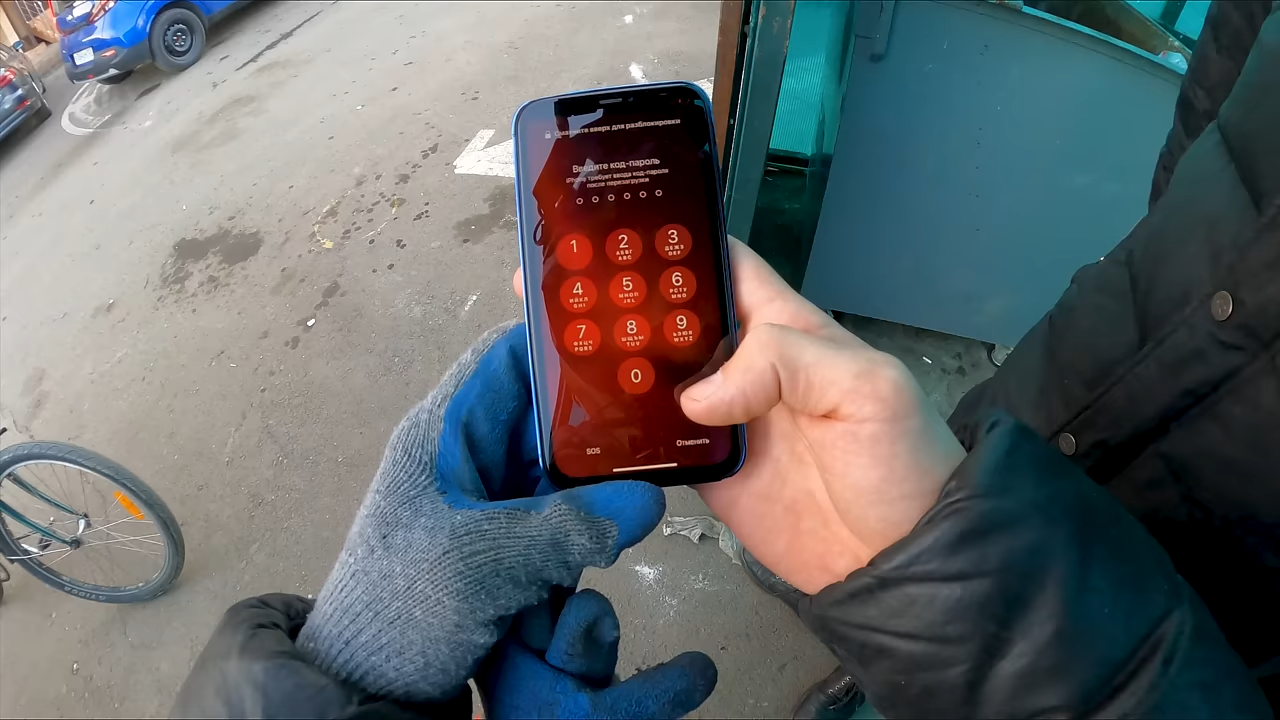 Смахните вверх для разблокировки
Введите код-пароль
iPhone требует ввода код-пароля
после перезагрузки
1
2
АБВГ
ABC
3
ДЕЖЗ
DEF
4
ИЙКЛ
GHI
5
МНОП
JKL
6
РСТУ
MNO
7
ФХЦЧ
PQRS
8
ШЩЪЫ
TUV
9
ЬЭЮЯ
WXYZ
0
SOS
Отменить